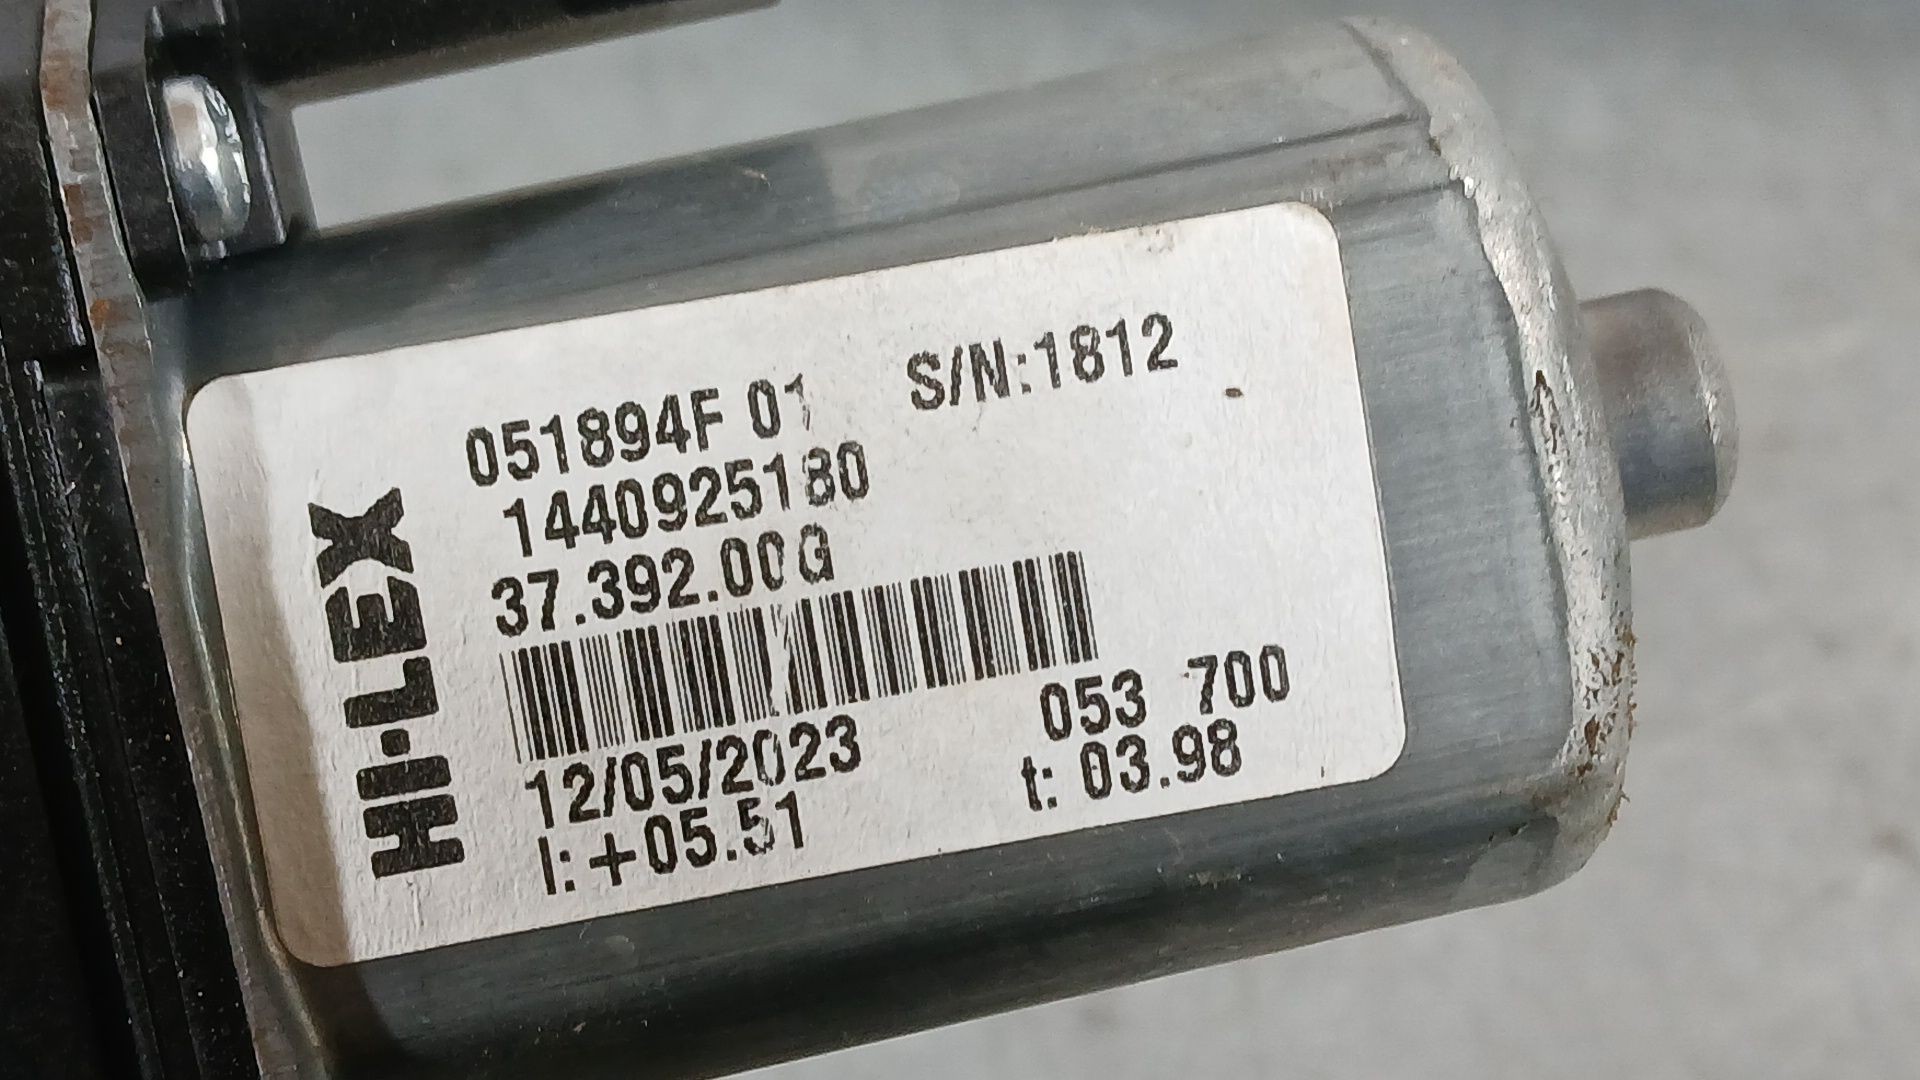 HI-LEX
051894F 01 S/N:1812
1440925180
37.392.00G
12/05/2023 053 700
I:+05.51 t: 03.98